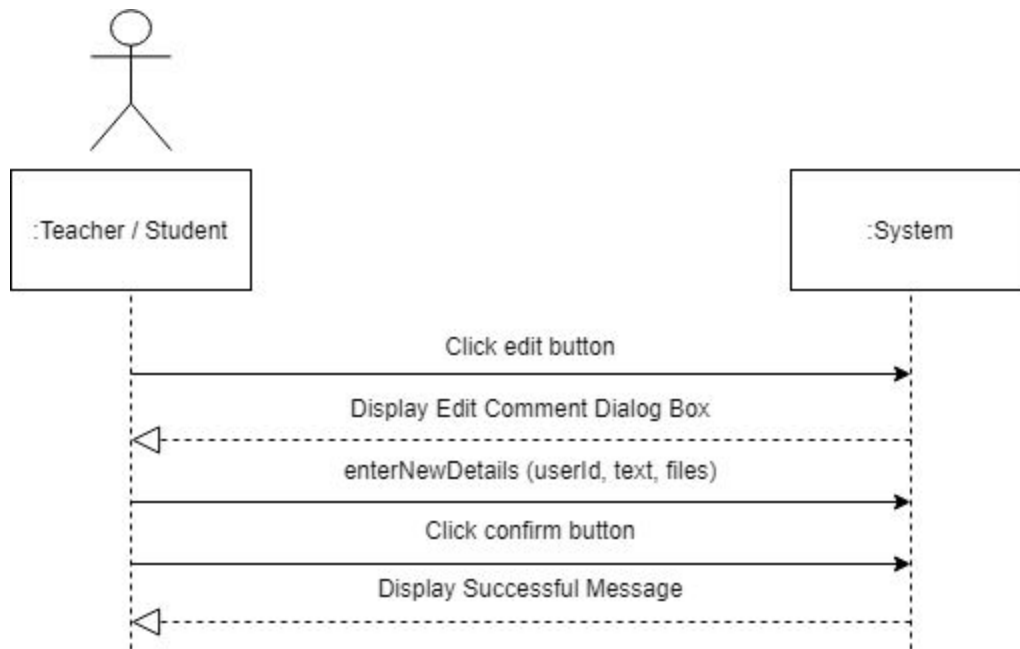 :Teacher / Student
:System
Click edit button
Display Edit Comment Dialog Box
enterNewDetails (userId, text, files)
Click confirm button
Display Successful Message